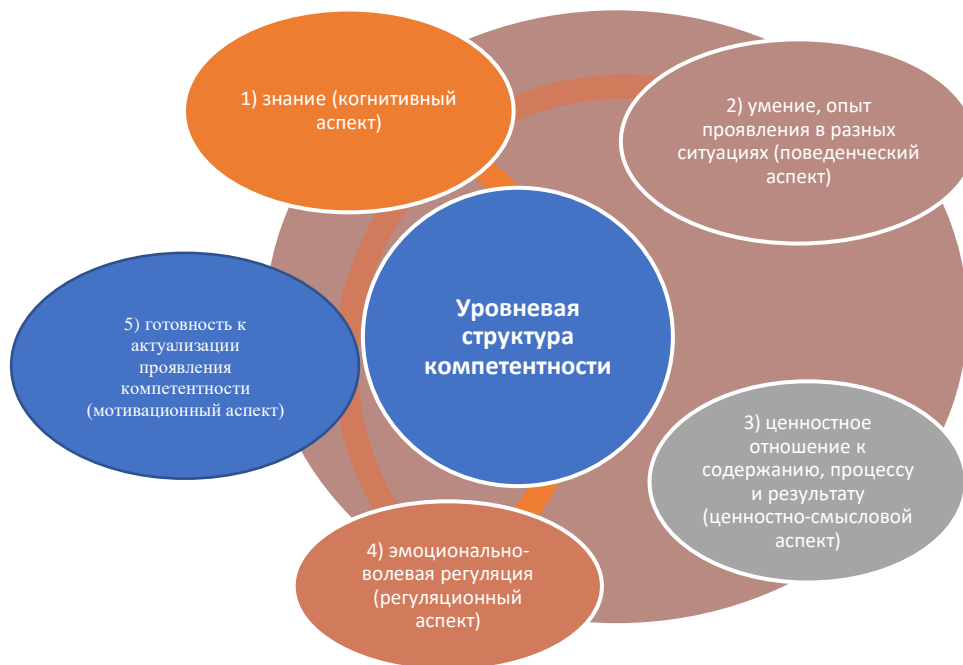 1) знание (когнитивный
аспект)
2) умение, опыт
проявления в разных
ситуациях (поведенческий
аспект)
Уровневая
структура
компетентности
5) готовность к
актуализации
проявления
компетентности
(мотивационный аспект)
3) ценностное
отношение к
содержанию, процессу
и результату
(ценностно-смысловой
аспект)
4) эмоционально-
волевая регуляция
(регуляционный
аспект)